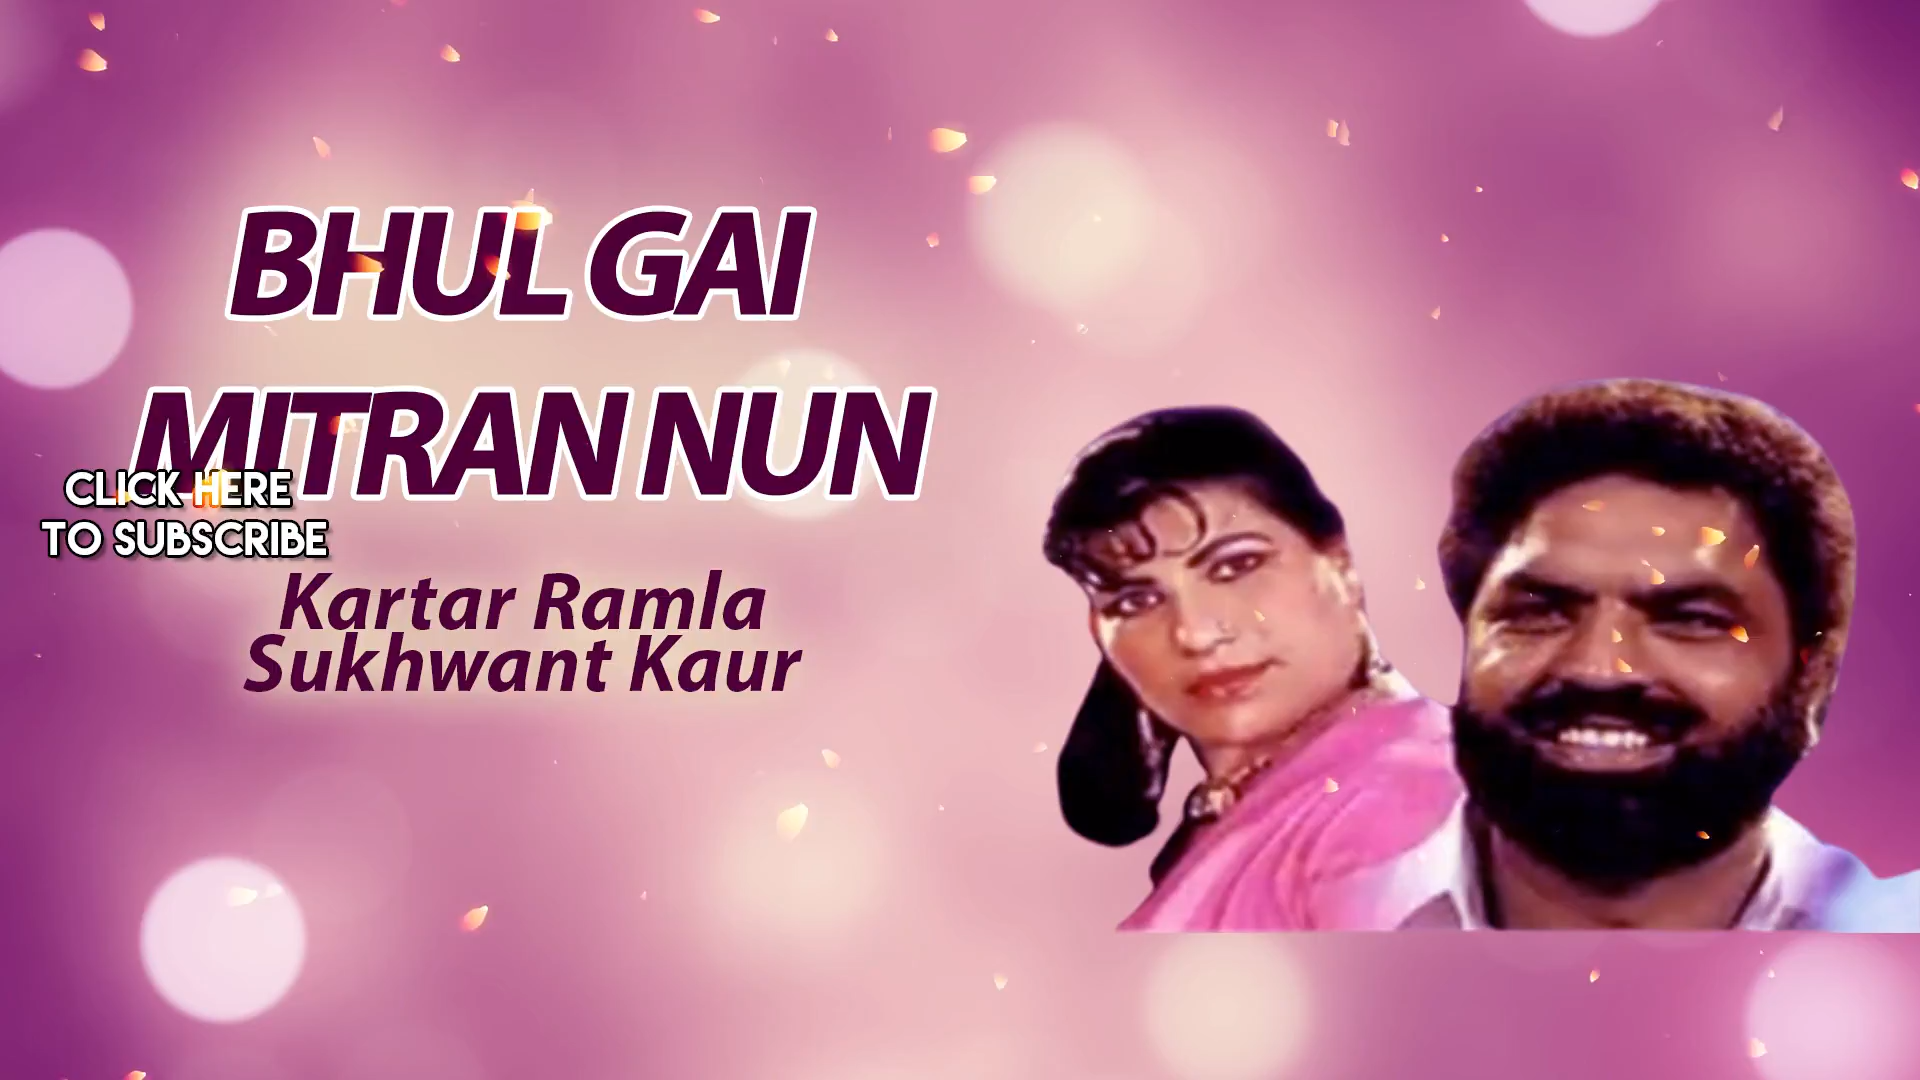 BHUL GAI
MITRAN NUN
CLICK HERE
TO SUBSCRIBE
Kartar Ramla
Sukhwant Kaur